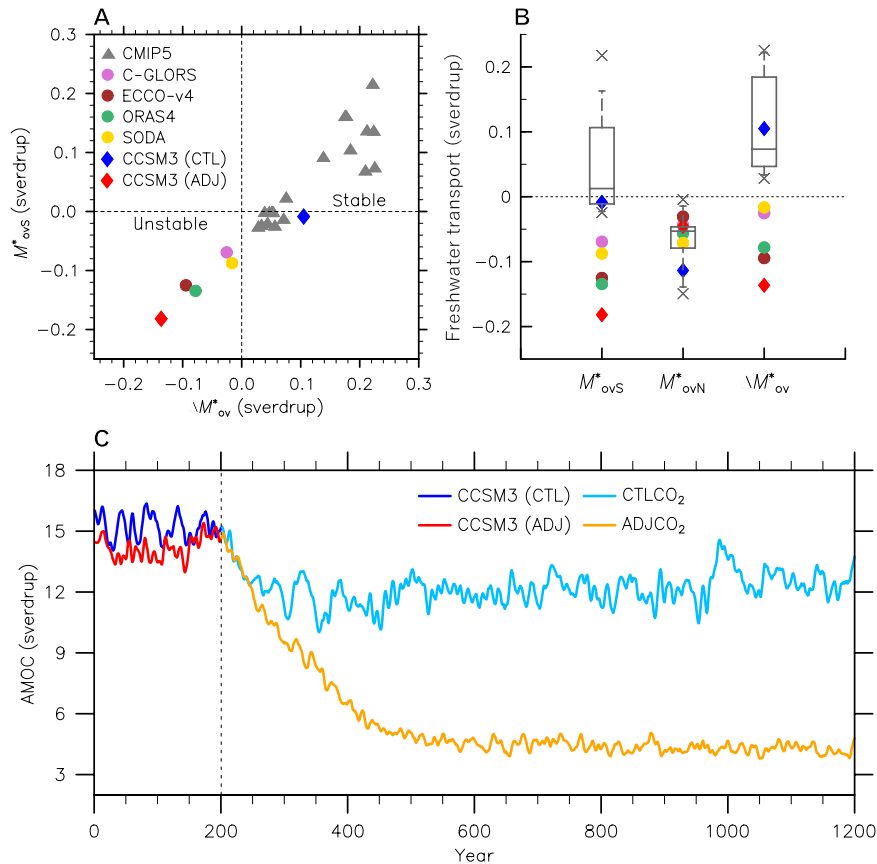 A
0.3
0.2
0.1
0.0
−0.1
−0.2
M*ovS (sverdrup)
CMIP5
C-GLORS
ECCO-v4
ORAS4
SODA
CCSM3 (CTL)
CCSM3 (ADJ)
Stable
Unstable
−0.2
−0.1
0.0
0.1
0.2
0.3
\M*ov (sverdrup)
B
0.2
0.1
0
−0.1
−0.2
Freshwater transport (sverdrup)
M*ovS
M*ovN
\M*ov
C
18
15
12
9
6
3
AMOC (sverdrup)
CCSM3 (CTL)
CTLCO₂
CCSM3 (ADJ)
ADJCO₂
0
200
400
600
800
1000
1200
Year